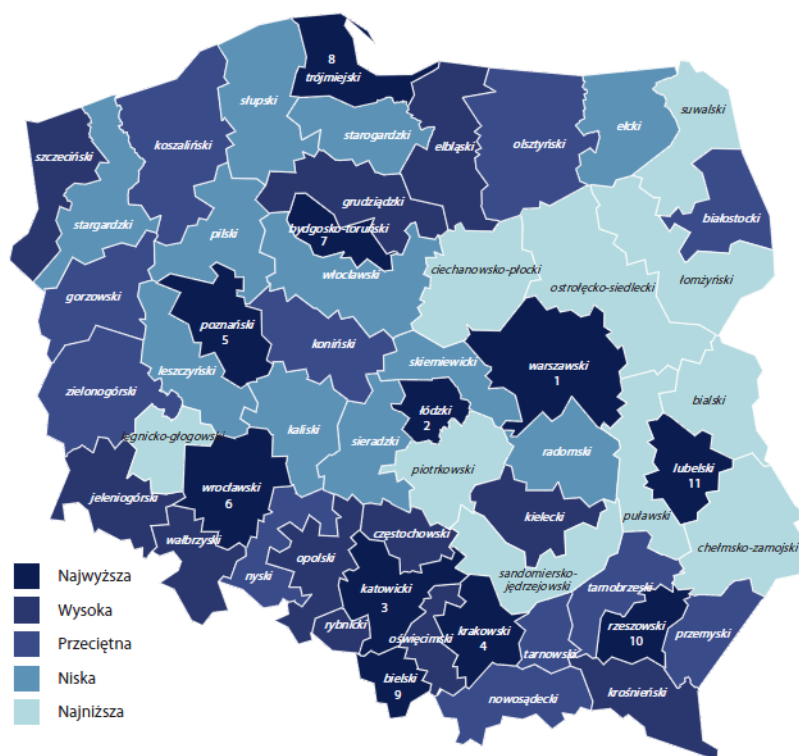 8
trójmiejski
słupski
koszaliński
starogardzki
elbląski
olsztyński
ełcki
suwalski
szczeciński
stargardzki
pilski
grudziądzki
bydgosko-toruński
7
białostocki
włocławski
ciechanowsko-płocki
ostrołęcko-siedlecki
łomżyński
gorzowski
poznański
5
koniński
skierniewicki
warszawski
1
zielonogórski
leszczyński
kaliski
sieradzki
łódzki
2
bialski
legnicko-głogowski
piotrkowski
radomski
lubelski
11
jeleniogórski
wrocławski
6
wałbrzyski
kielecki
puławski
chełmsko-zamojski
nyski
opolski
częstochowski
katowicki
3
sandomiersko-
jędrzejowski
tarnobrzeski
rybnicki
oświęcimski
krakowski
4
tarnowski
rzeszowski
10
przemyski
bielski
9
nowosądecki
krośnieński
Najwyższa
Wysoka
Przeciętna
Niska
Najniższa